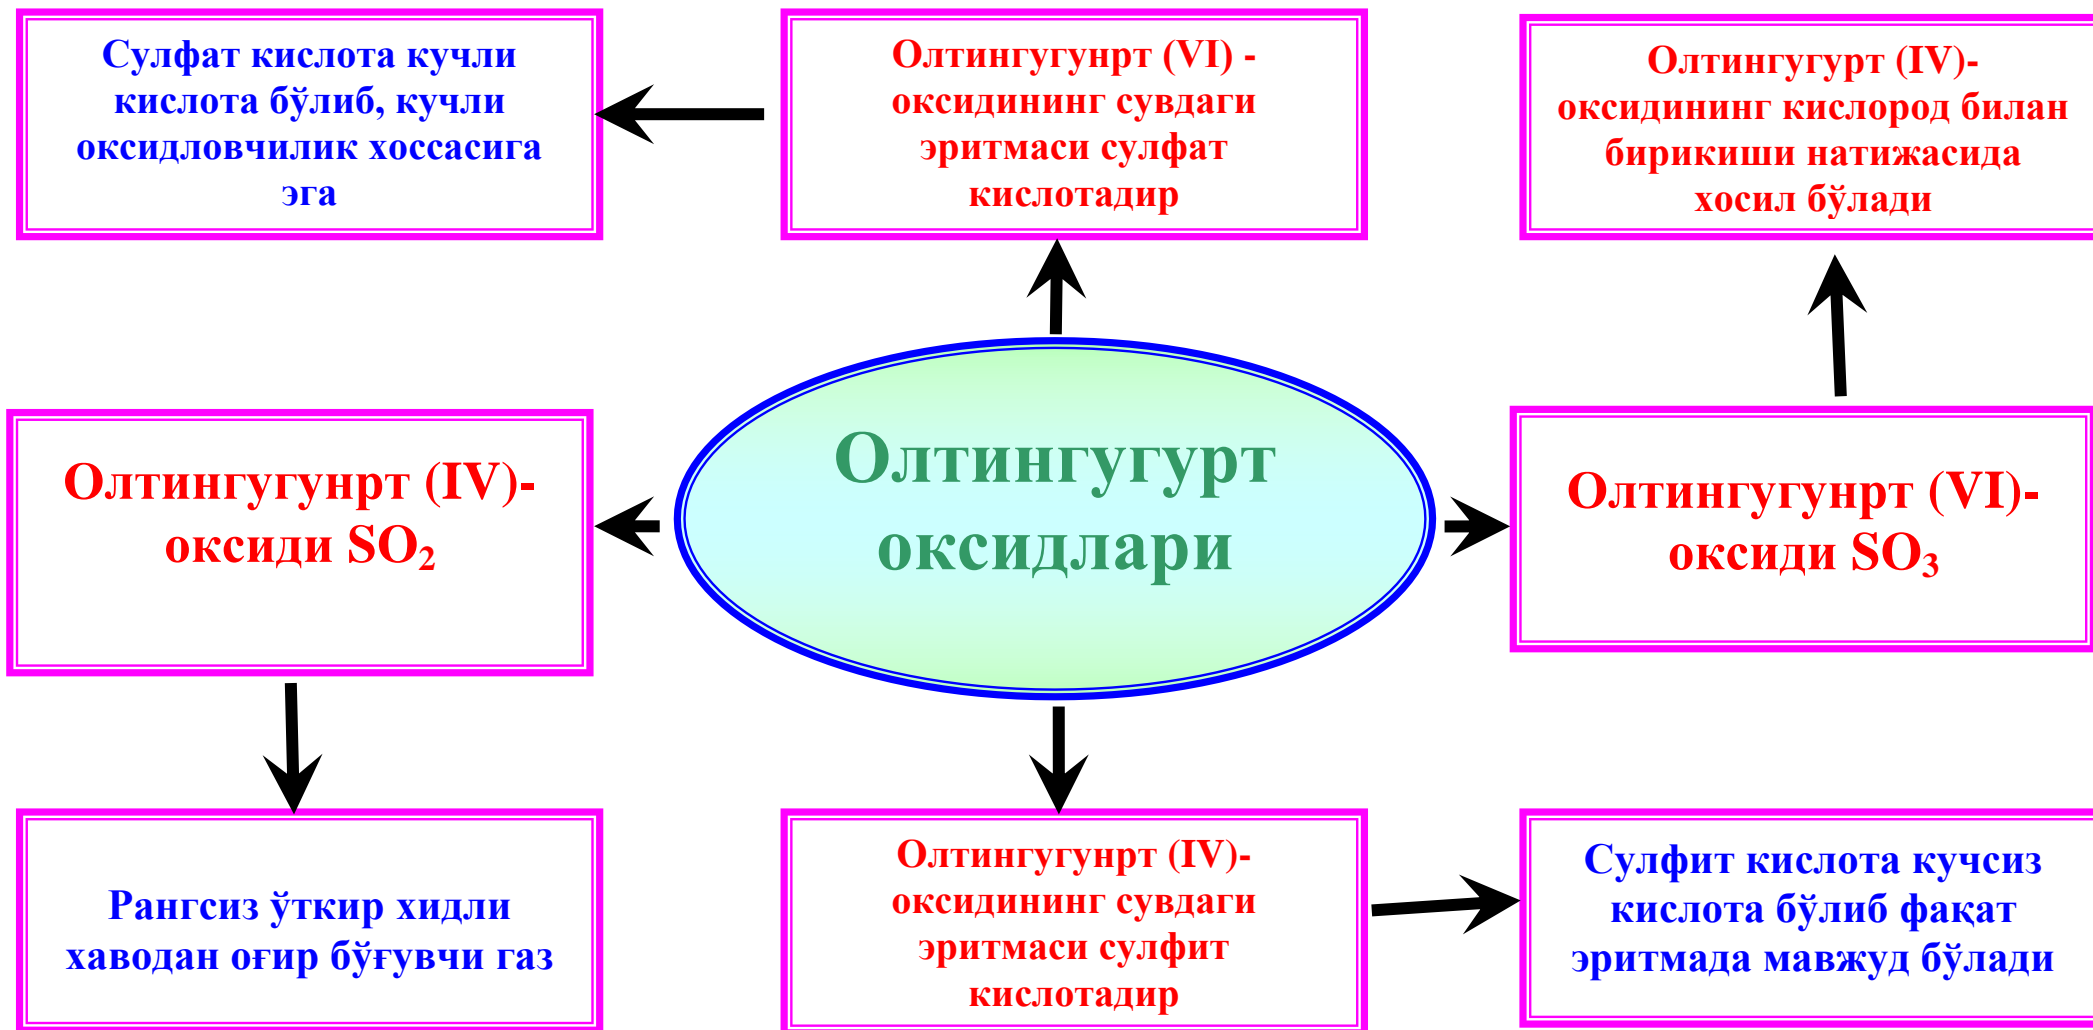 Сулфат кислота кучли
кислота бўлиб, кучли
оксидловчилик хоссасига
эга
Олтингугунрт (VI) -
оксидининг сувдаги
эритмаси сулфат
кислотадир
Олтингугурт (IV)-
оксидининг кислород билан
бирикиши натижасида
хосил бўлади
Олтингугунрт (IV)-
оксиди SO₂
Олтингугурт
оксидлари
Олтингугунрт (VI)-
оксиди SO₃
Рангсиз ўткир хидли
хаводан оғир бўғувчи газ
Олтингугунрт (IV)-
оксидининг сувдаги
эритмаси сулфит
кислотадир
Сулфит кислота кучсиз
кислота бўлиб фақат
эритмада мавжуд бўлади